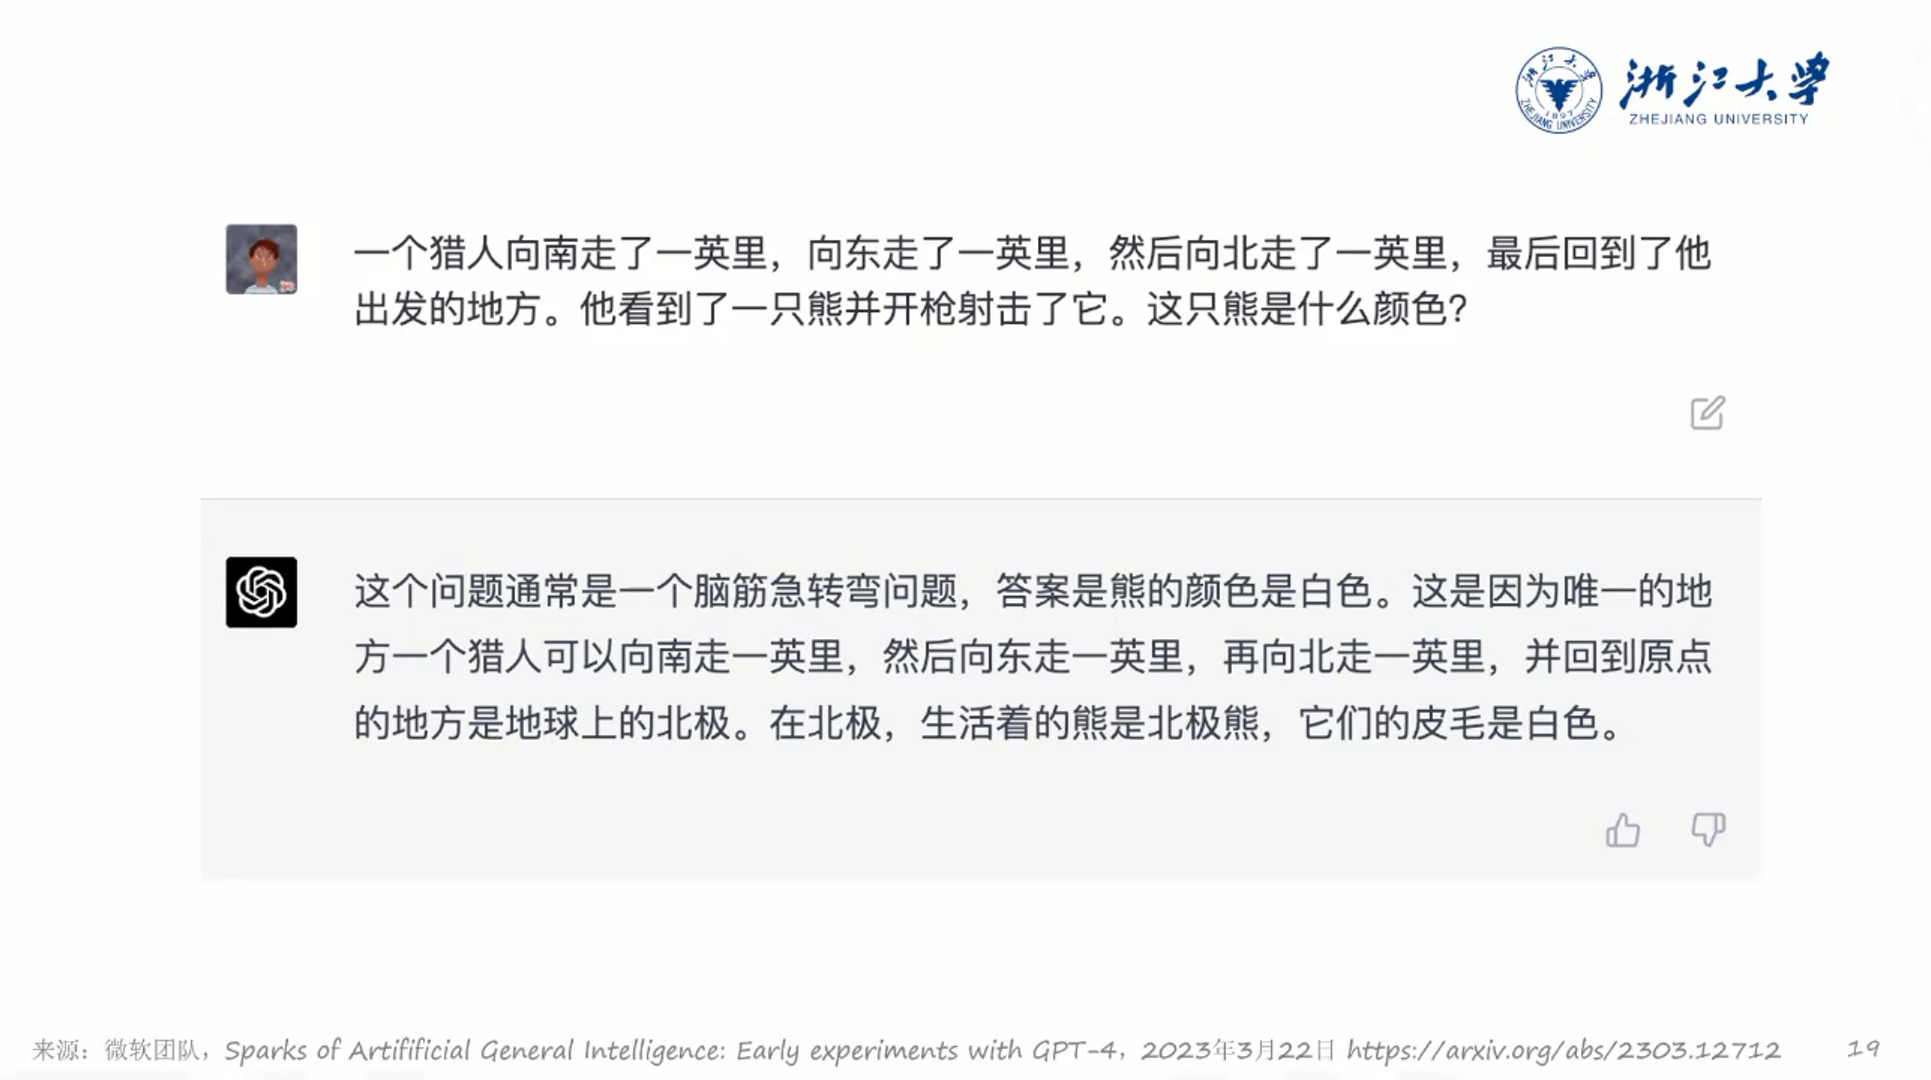 浙江大学
ZHEJIANG UNIVERSITY
浙江大学
ZHEJIANG UNIVERSITY
1897
一个猎人向南走了一英里，向东走了一英里，然后向北走了一英里，最后回到了他
出发的地方。他看到了一只熊并开枪射击了它。这只熊是什么颜色？
这个问题通常是一个脑筋急转弯问题，答案是熊的颜色是白色。这是因为唯一的地
方一个猎人可以向南走一英里，然后向东走一英里，再向北走一英里，并回到原点
的地方是地球上的北极。在北极，生活着的熊是北极熊，它们的皮毛是白色。
来源：微软团队，Sparks of Artifificial General Intelligence: Early experiments with GPT-4，2023年3月22日 https://arxiv.org/abs/2303.12712
19